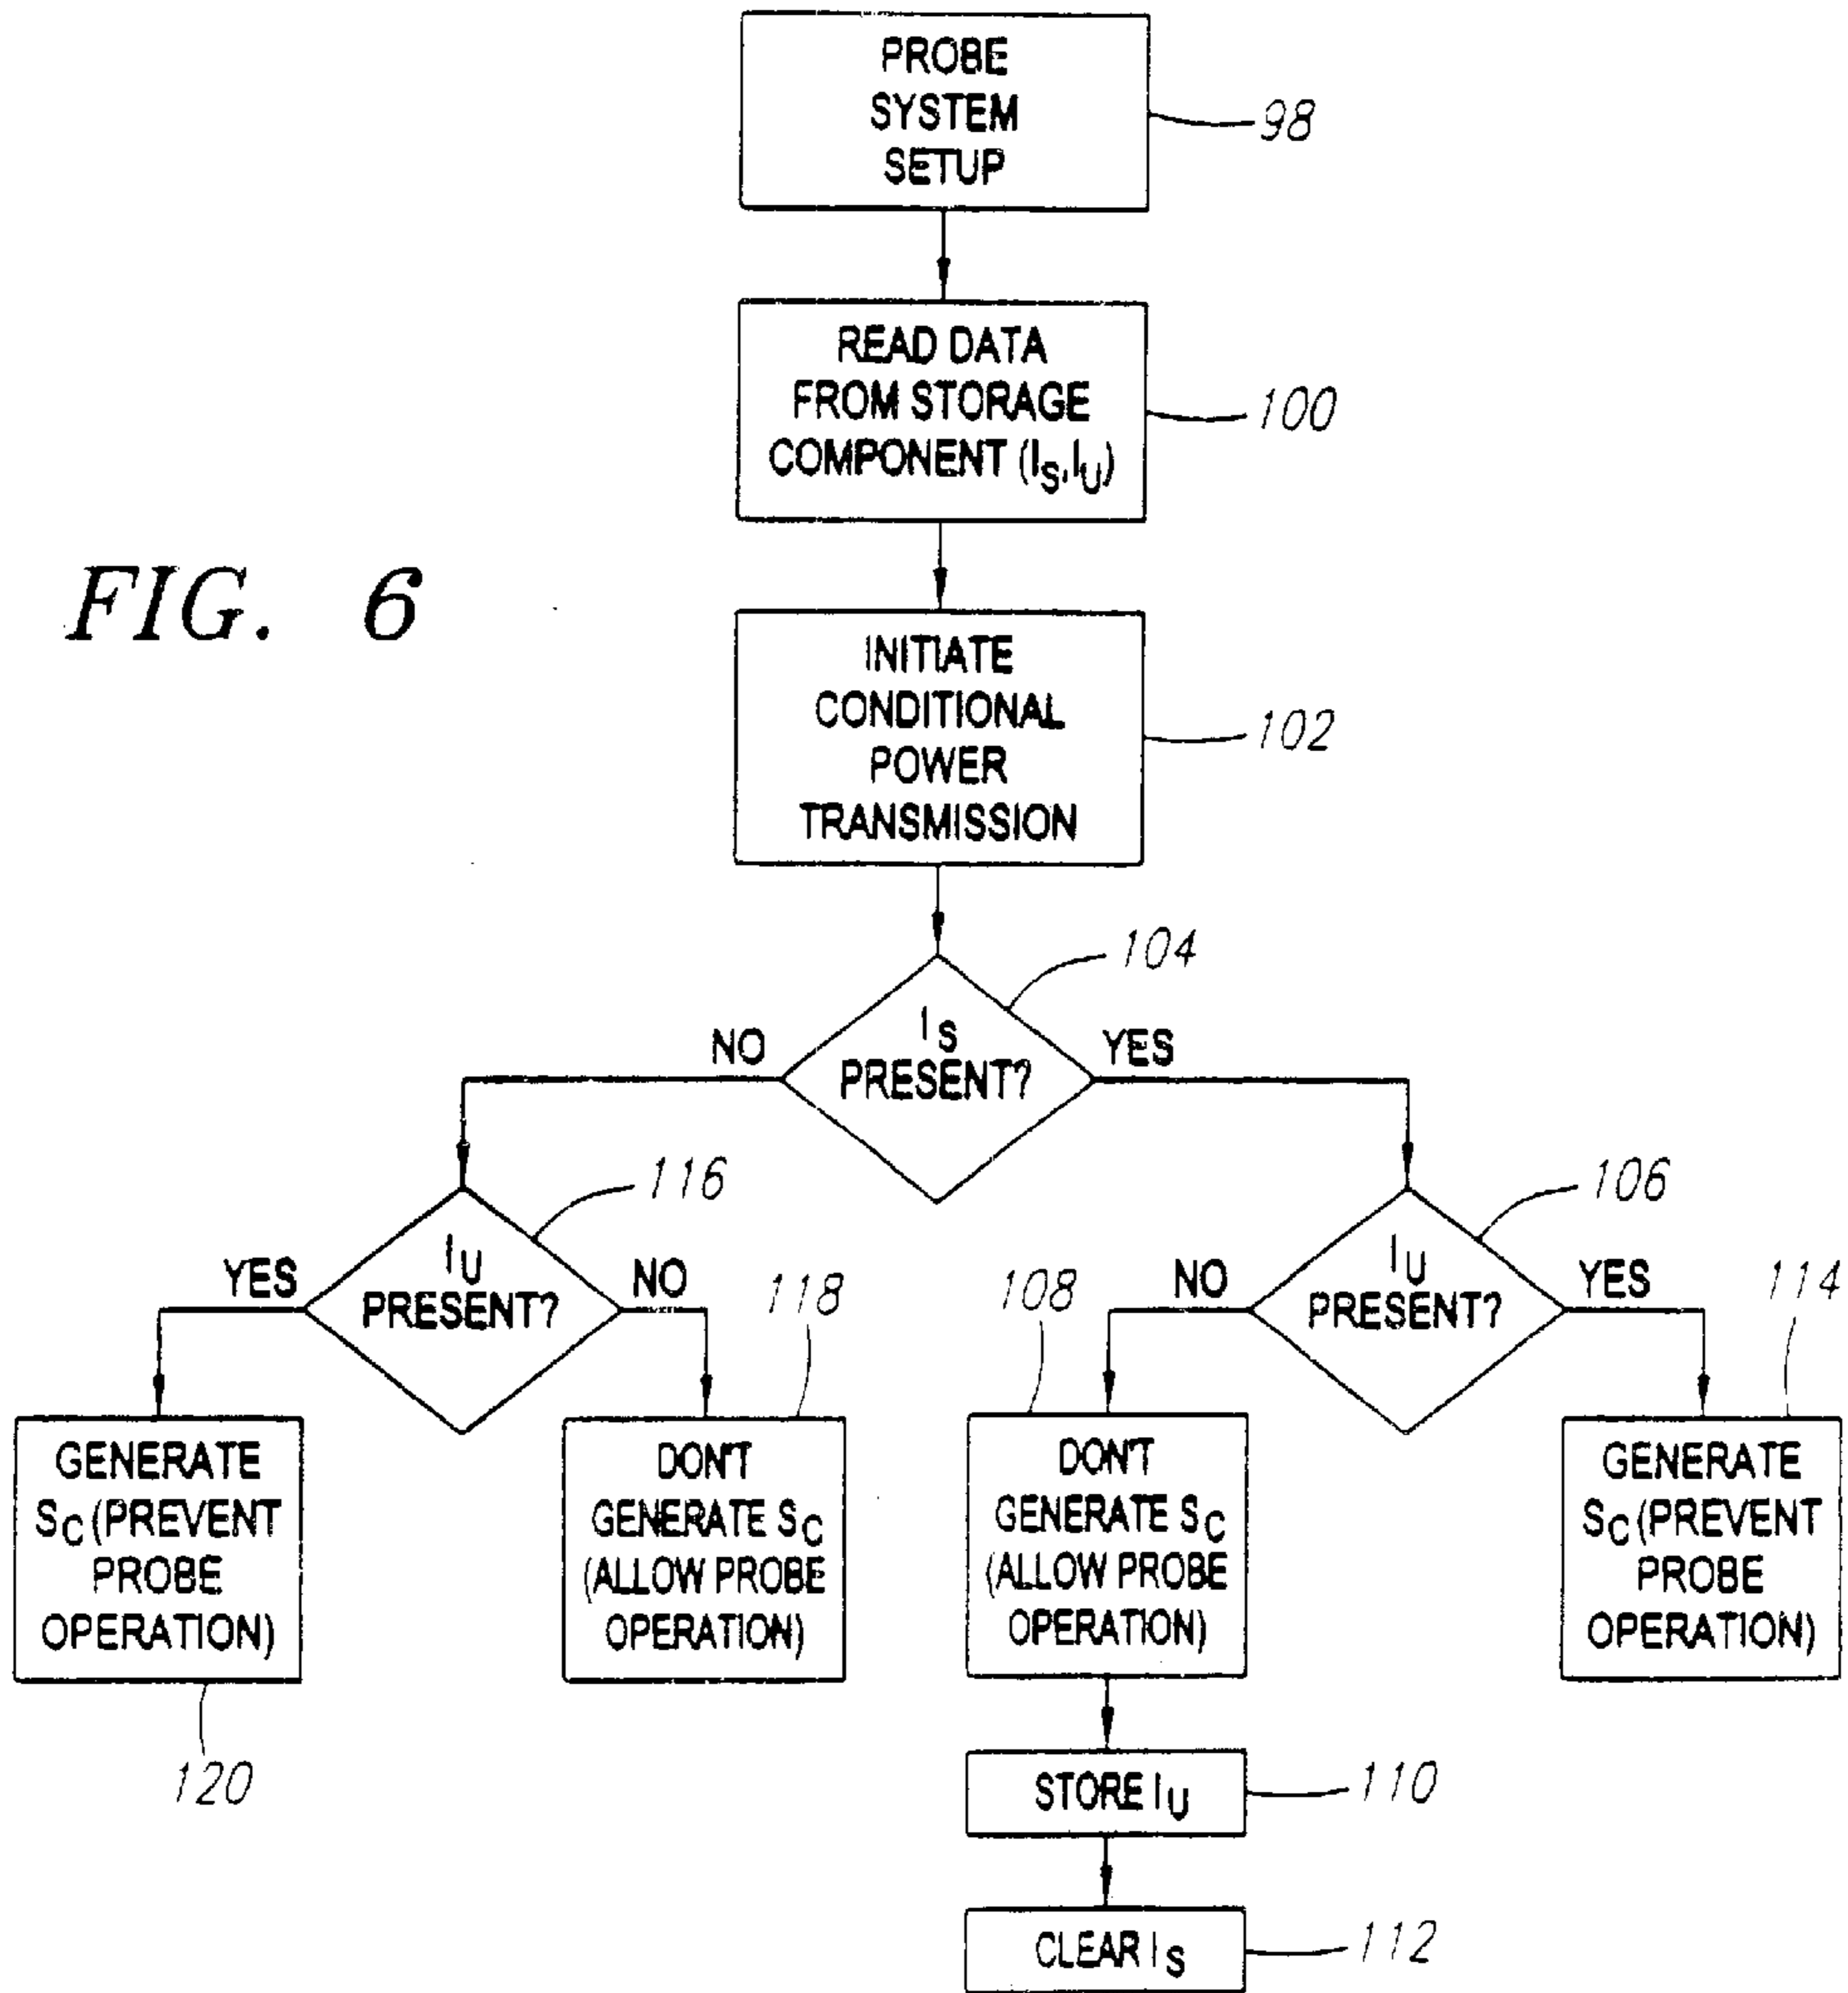 PROBE
SYSTEM
SETUP
98
READ DATA
FROM STORAGE
COMPONENT (IS,IU)
100
FIG. 6
INITIATE
CONDITIONAL
POWER
TRANSMISSION
102
104
IS
PRESENT?
NO
YES
116
IU
PRESENT?
YES
NO
118
106
IU
PRESENT?
NO
YES
108
114
GENERATE
SC (PREVENT
PROBE
OPERATION)
120
DON'T
GENERATE SC
(ALLOW PROBE
OPERATION)
DON'T
GENERATE SC
(ALLOW PROBE
OPERATION)
GENERATE
SC (PREVENT
PROBE
OPERATION)
STORE IU
110
CLEAR IS
112